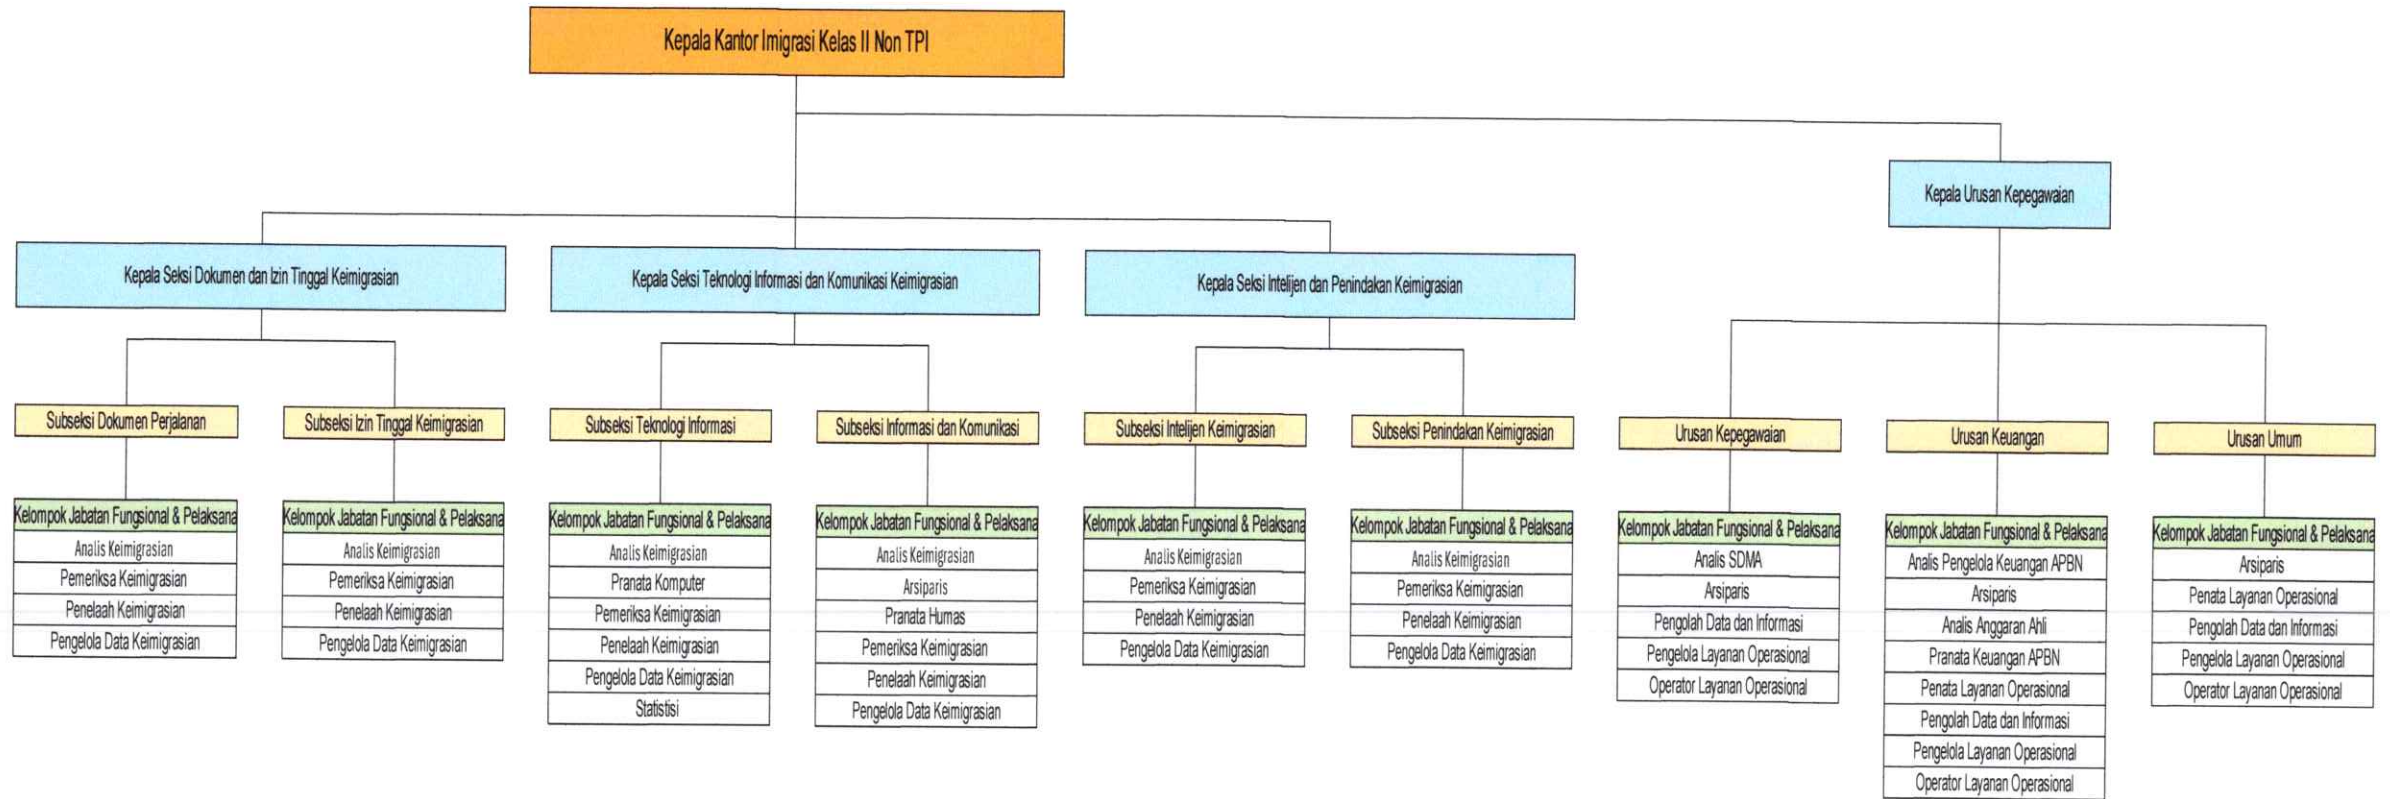 Kepala Kantor Imigrasi Kelas II Non TPI
Kepala Urusan Kepegawaian
Kepala Seksi Dokumen dan Izin Tinggal Keimigrasian
Kepala Seksi Teknologi Informasi dan Komunikasi Keimigrasian
Kepala Seksi Intelijen dan Penindakan Keimigrasian
Subseksi Dokumen Perjalanan
Kelompok Jabatan Fungsional & Pelaksana
Analis Keimigrasian
Pemeriksa Keimigrasian
Penelaah Keimigrasian
Pengelola Data Keimigrasian
Subseksi Izin Tinggal Keimigrasian
Kelompok Jabatan Fungsional & Pelaksana
Analis Keimigrasian
Pemeriksa Keimigrasian
Penelaah Keimigrasian
Pengelola Data Keimigrasian
Subseksi Teknologi Informasi
Kelompok Jabatan Fungsional & Pelaksana
Analis Keimigrasian
Pranata Komputer
Pemeriksa Keimigrasian
Penelaah Keimigrasian
Pengelola Data Keimigrasian
Statistisi
Subseksi Informasi dan Komunikasi
Kelompok Jabatan Fungsional & Pelaksana
Analis Keimigrasian
Arsiparis
Pranata Humas
Pemeriksa Keimigrasian
Penelaah Keimigrasian
Pengelola Data Keimigrasian
Subseksi Intelijen Keimigrasian
Kelompok Jabatan Fungsional & Pelaksana
Analis Keimigrasian
Pemeriksa Keimigrasian
Penelaah Keimigrasian
Pengelola Data Keimigrasian
Subseksi Penindakan Keimigrasian
Kelompok Jabatan Fungsional & Pelaksana
Analis Keimigrasian
Pemeriksa Keimigrasian
Penelaah Keimigrasian
Pengelola Data Keimigrasian
Urusan Kepegawaian
Kelompok Jabatan Fungsional & Pelaksana
Analis SDMA
Arsiparis
Pengolah Data dan Informasi
Pengelola Layanan Operasional
Operator Layanan Operasional
Urusan Keuangan
Kelompok Jabatan Fungsional & Pelaksana
Analis Pengelola Keuangan APBN
Arsiparis
Analis Anggaran Ahli
Pranata Keuangan APBN
Penata Layanan Operasional
Pengolah Data dan Informasi
Pengelola Layanan Operasional
Operator Layanan Operasional
Urusan Umum
Kelompok Jabatan Fungsional & Pelaksana
Arsiparis
Penata Layanan Operasional
Pengolah Data dan Informasi
Pengelola Layanan Operasional
Operator Layanan Operasional